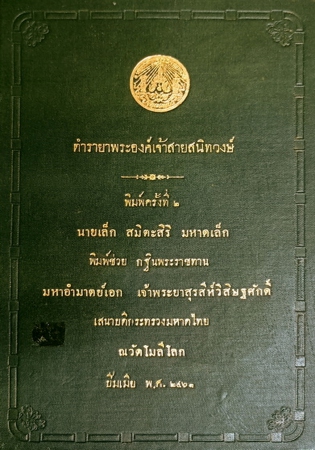 ตำรายาพระองค์เจ้าสายสนิทวงษ์
พิมพ์ครั้งที่ ๒
นายเล็ก สมิตะสิริ มหาดเล็ก
พิมพ์ช่วย กฐินพระราชทาน
มหาอำมาตย์เอก เจ้าพระยาสุรสีห์วิสิษฐศักดิ์
เสนาบดีกระทรวงมหาดไทย
ณวัดโมลีโลก
ปีมเมีย พ,ศ, ๒๔๖๑